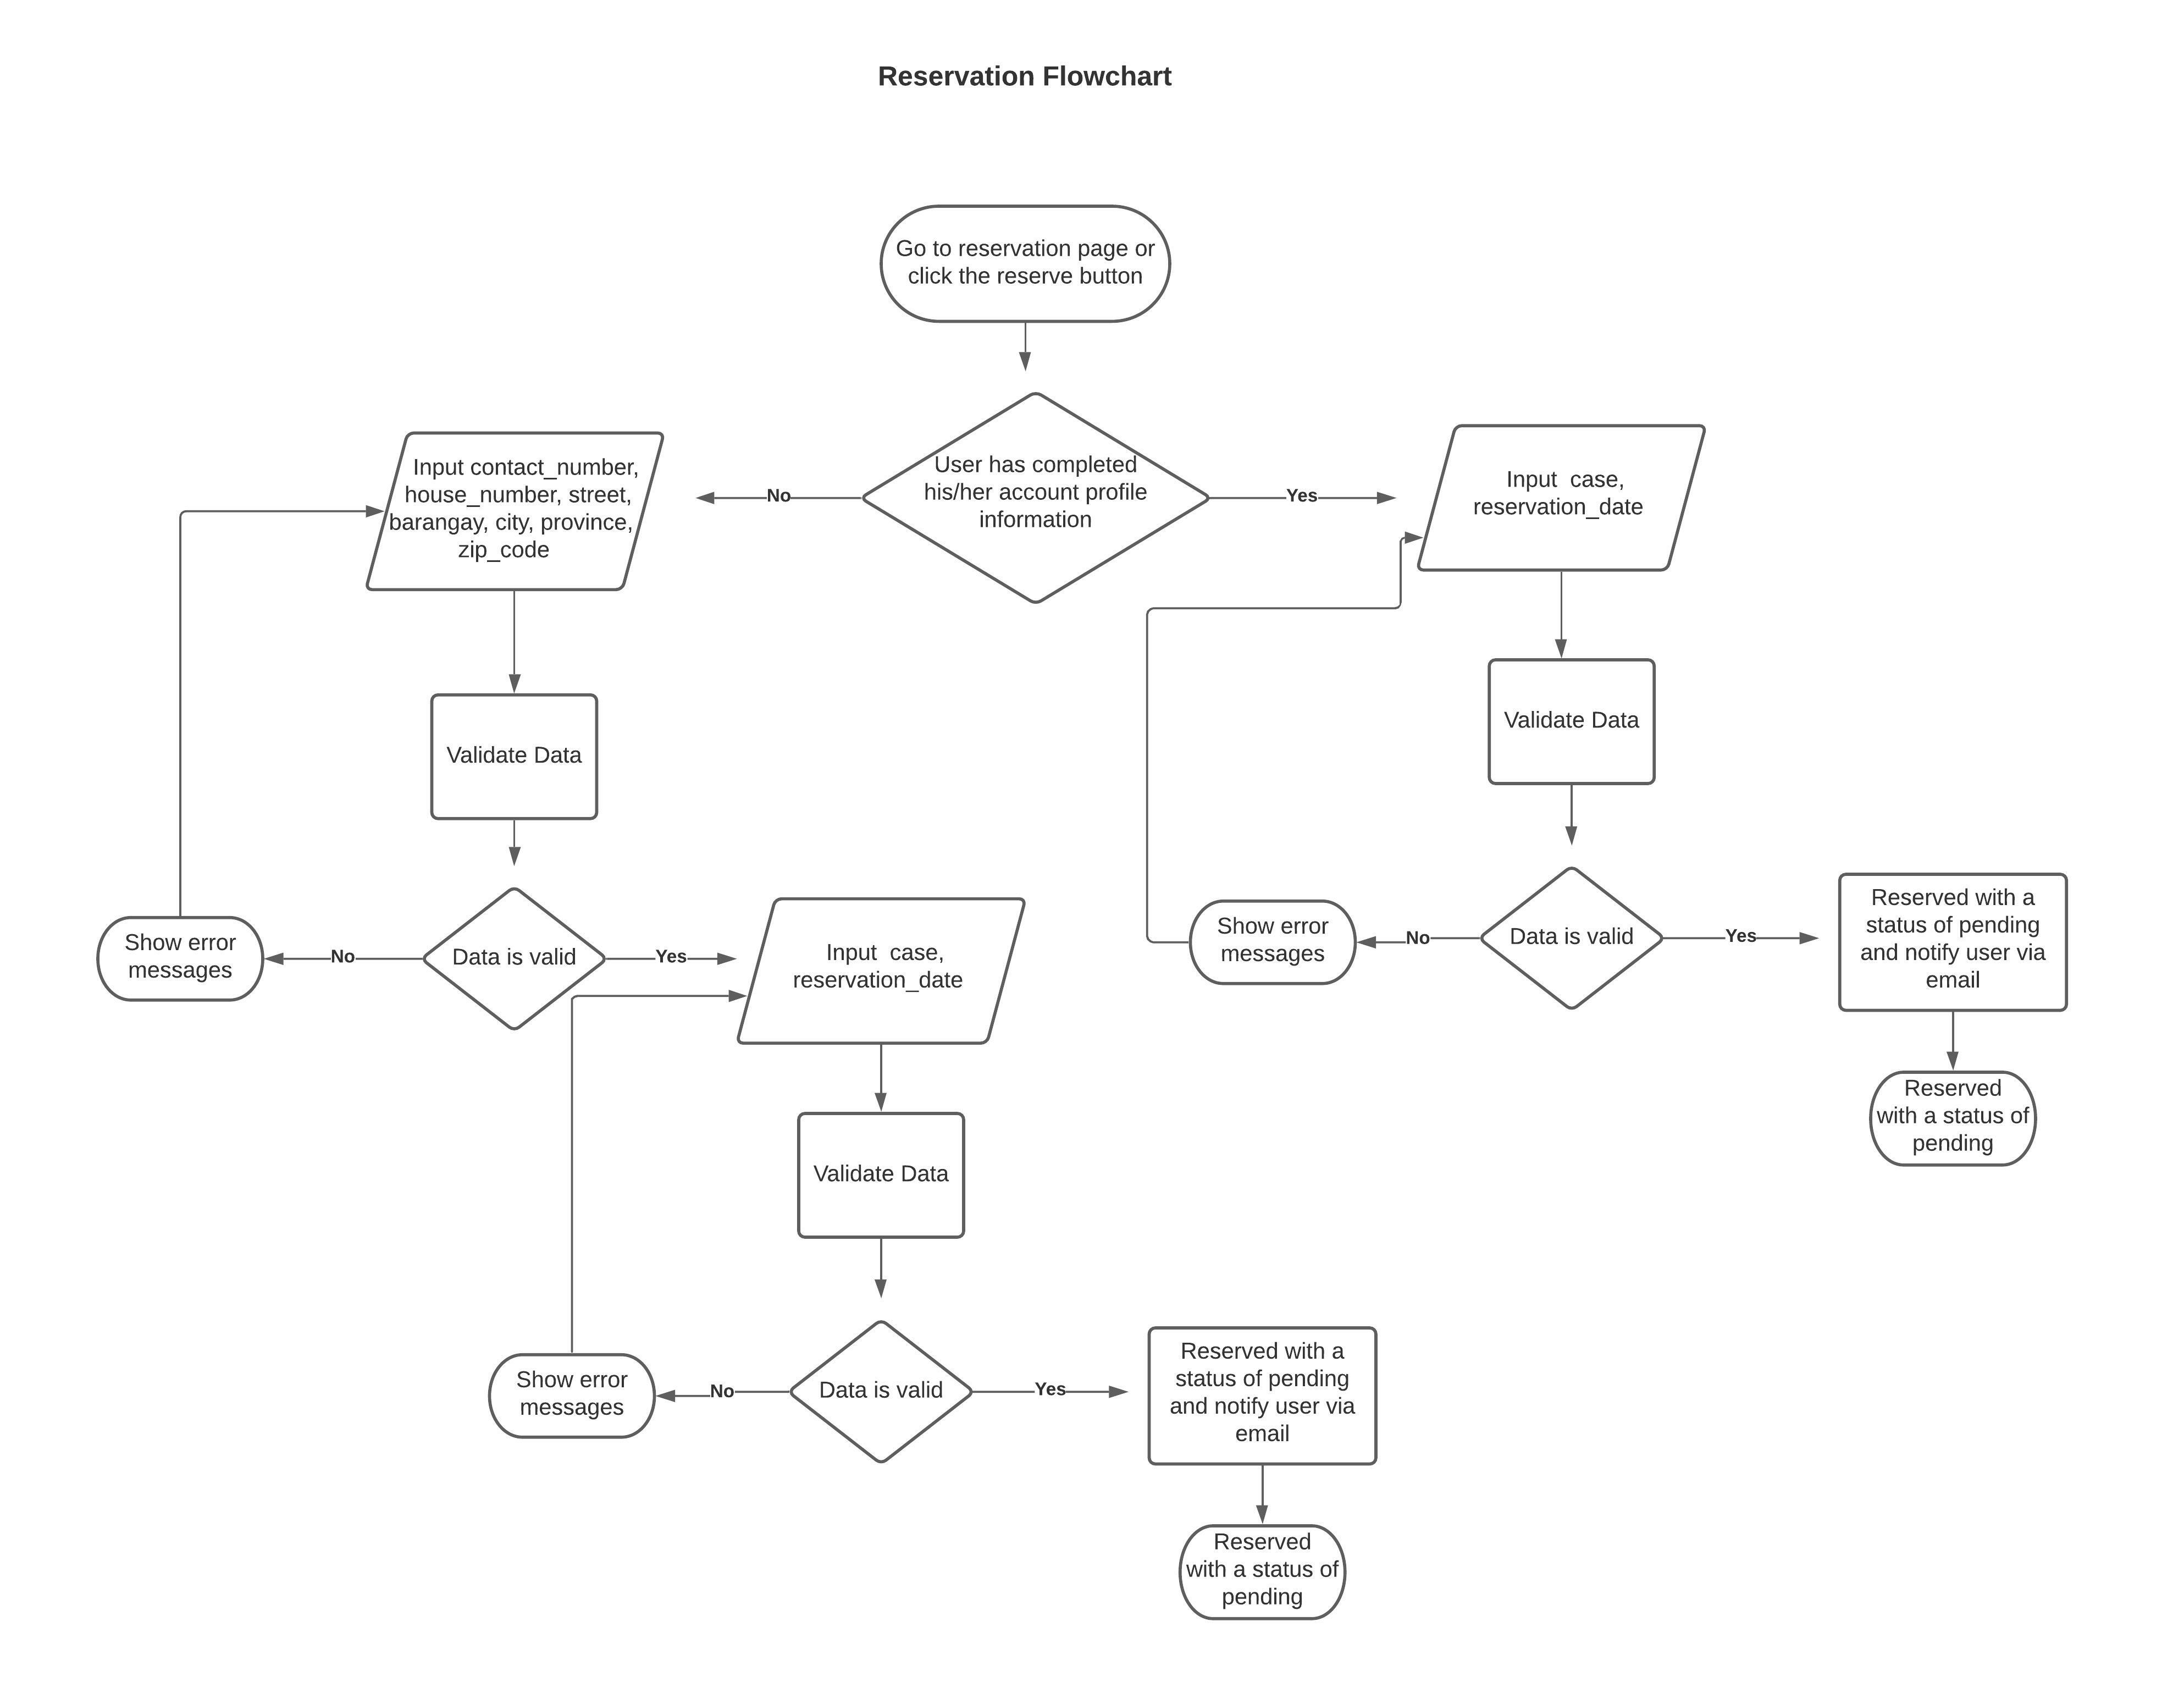 Reservation Flowchart
Go to reservation page or
click the reserve button
User has completed
his/her account profile
information
No
Yes
Input contact_number,
house_number, street,
barangay, city, province,
zip_code
Input  case,
reservation_date
Validate Data
Validate Data
Data is valid
No
Yes
Show error
messages
Input  case,
reservation_date
Data is valid
No
Yes
Show error
messages
Reserved with a
status of pending
and notify user via
email
Reserved
with a status of
pending
Validate Data
Data is valid
No
Yes
Show error
messages
Reserved with a
status of pending
and notify user via
email
Reserved
with a status of
pending